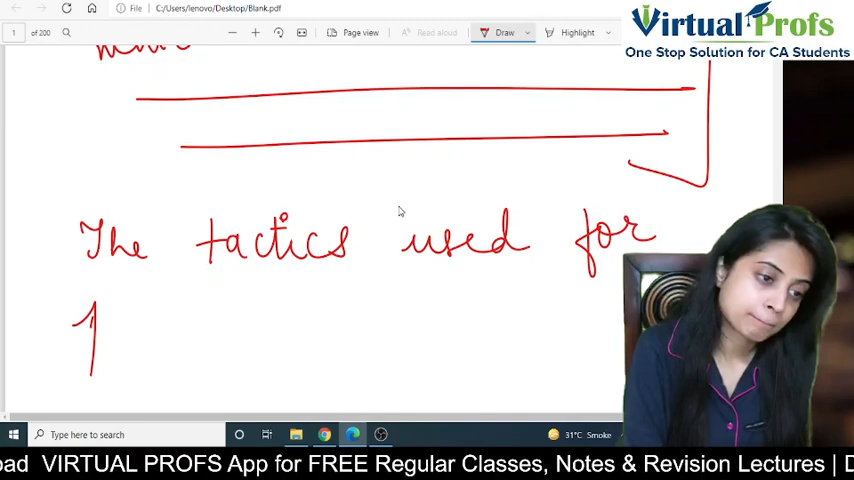 File C:/Users/lenovo/Desktop/Blank.pdf
1 of 200 Page view Read aloud Draw Highlight
Virtual Profs
One Stop Solution for CA Students
The tactics used for
Type here to search 31°C Smoke
oad VIRTUAL PROFS App for FREE Regular Classes, Notes & Revision Lectures | D